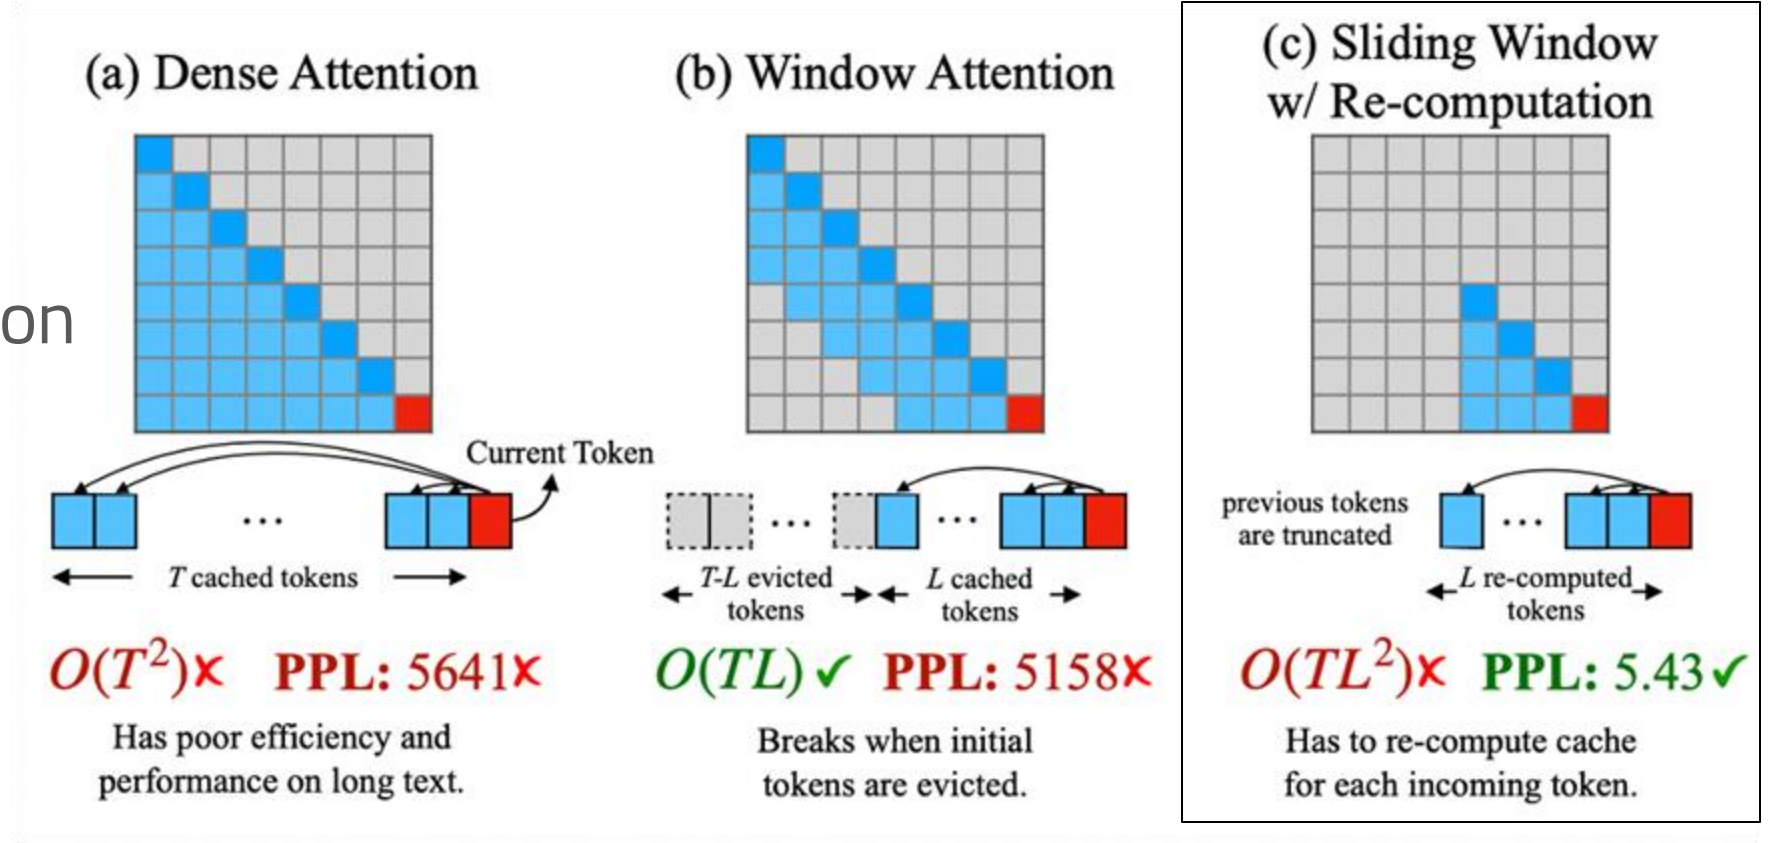 on
(a) Dense Attention
Current Token
...
T cached tokens
O(T²)✗ PPL: 5641✗
Has poor efficiency and
performance on long text.
(b) Window Attention
... ...
T-L evicted
tokens
L cached
tokens
O(TL)✓ PPL: 5158✗
Breaks when initial
tokens are evicted.
(c) Sliding Window
w/ Re-computation
previous tokens
are truncated
...
L re-computed
tokens
O(TL²)✗ PPL: 5.43✓
Has to re-compute cache
for each incoming token.